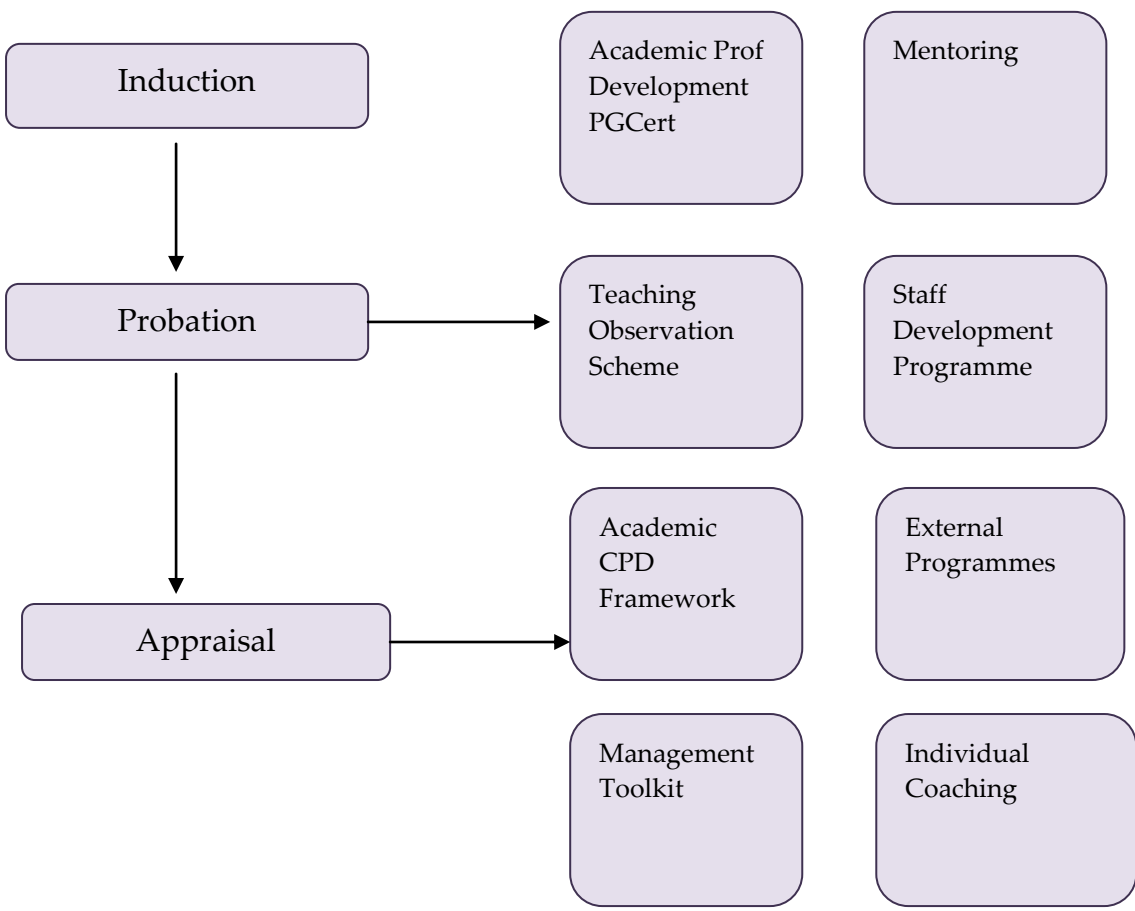 Induction
Academic Prof
Development
PGCert
Mentoring
Probation
Teaching
Observation
Scheme
Staff
Development
Programme
Appraisal
Academic
CPD
Framework
External
Programmes
Management
Toolkit
Individual
Coaching